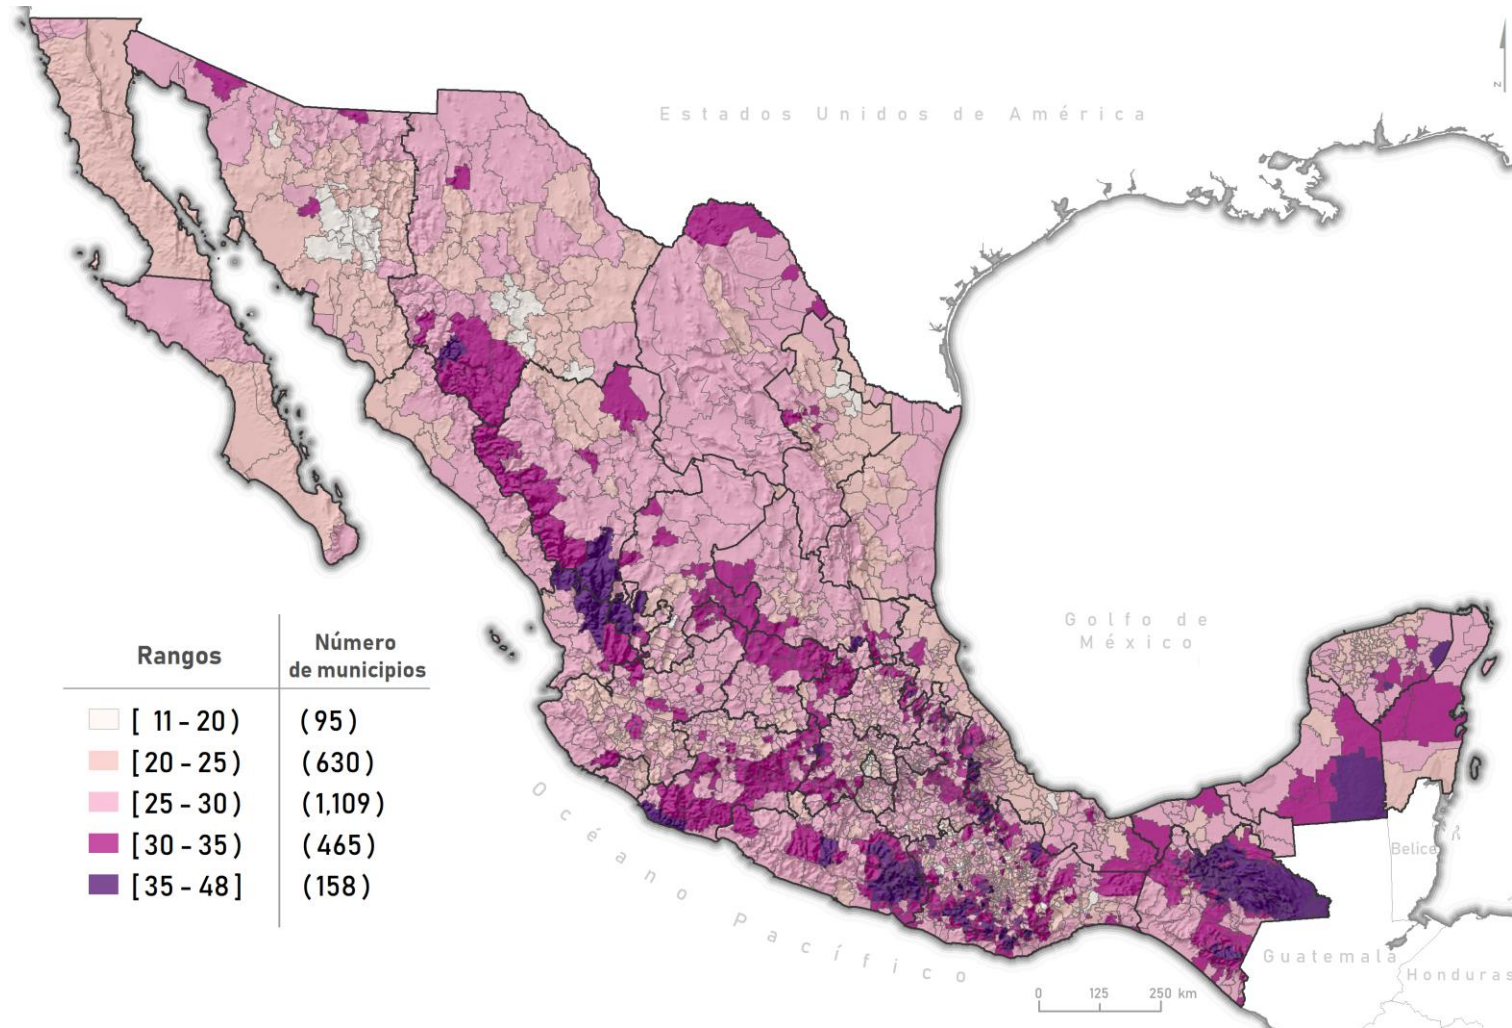 Estados Unidos de América
z
Golfo de
México
Rangos
Número
de municipios
[ 11 - 20)
(95)
[20 - 25)
(630)
[25 - 30)
(1,109)
[30 - 35)
(465)
[35 - 48]
(158)
Océano Pacífico
Belice
Guatemala
Honduras
0 125 250 km